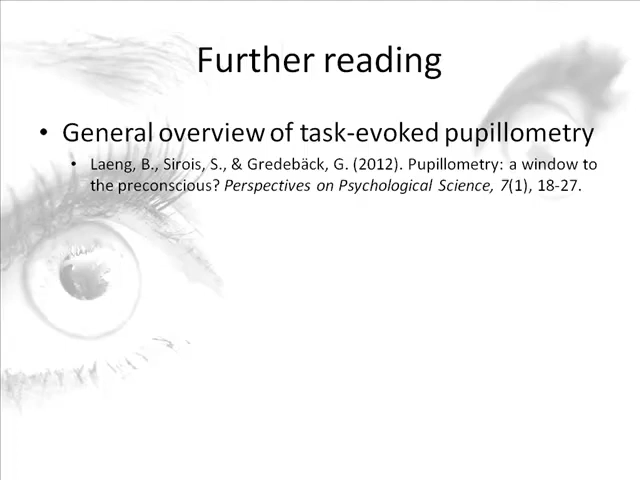 Further reading
• General overview of task-evoked pupillometry
• Laeng, B., Sirois, S., & Gredebäck, G. (2012). Pupillometry: a window to
the preconscious? Perspectives on Psychological Science, 7(1), 18-27.